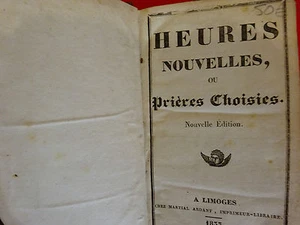 HEURES
NOUVELLES,
OU
Prières Choisies.
Nouvelle Edition.
A LIMOGES
CHEZ MARTIAL ARDANT, IMPRIMEUR-LIBRAIRE